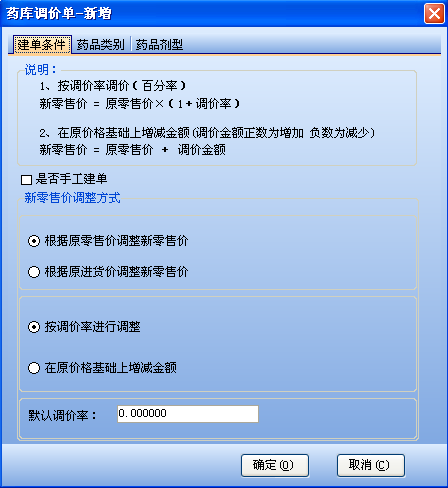 药库调价单-新增
建单条件 药品类别 药品剂型
说明：
1、按调价率调价(百分率)
新零售价 = 原零售价×(1+调价率)
2、在原价格基础上增减金额(调价金额正数为增加 负数为减少)
新零售价 = 原零售价 + 调价金额
是否手工建单
新零售价调整方式
根据原零售价调整新零售价
根据原进货价调整新零售价
按调价率进行调整
在原价格基础上增减金额
默认调价率： 0.000000
确定(O) 取消(C)